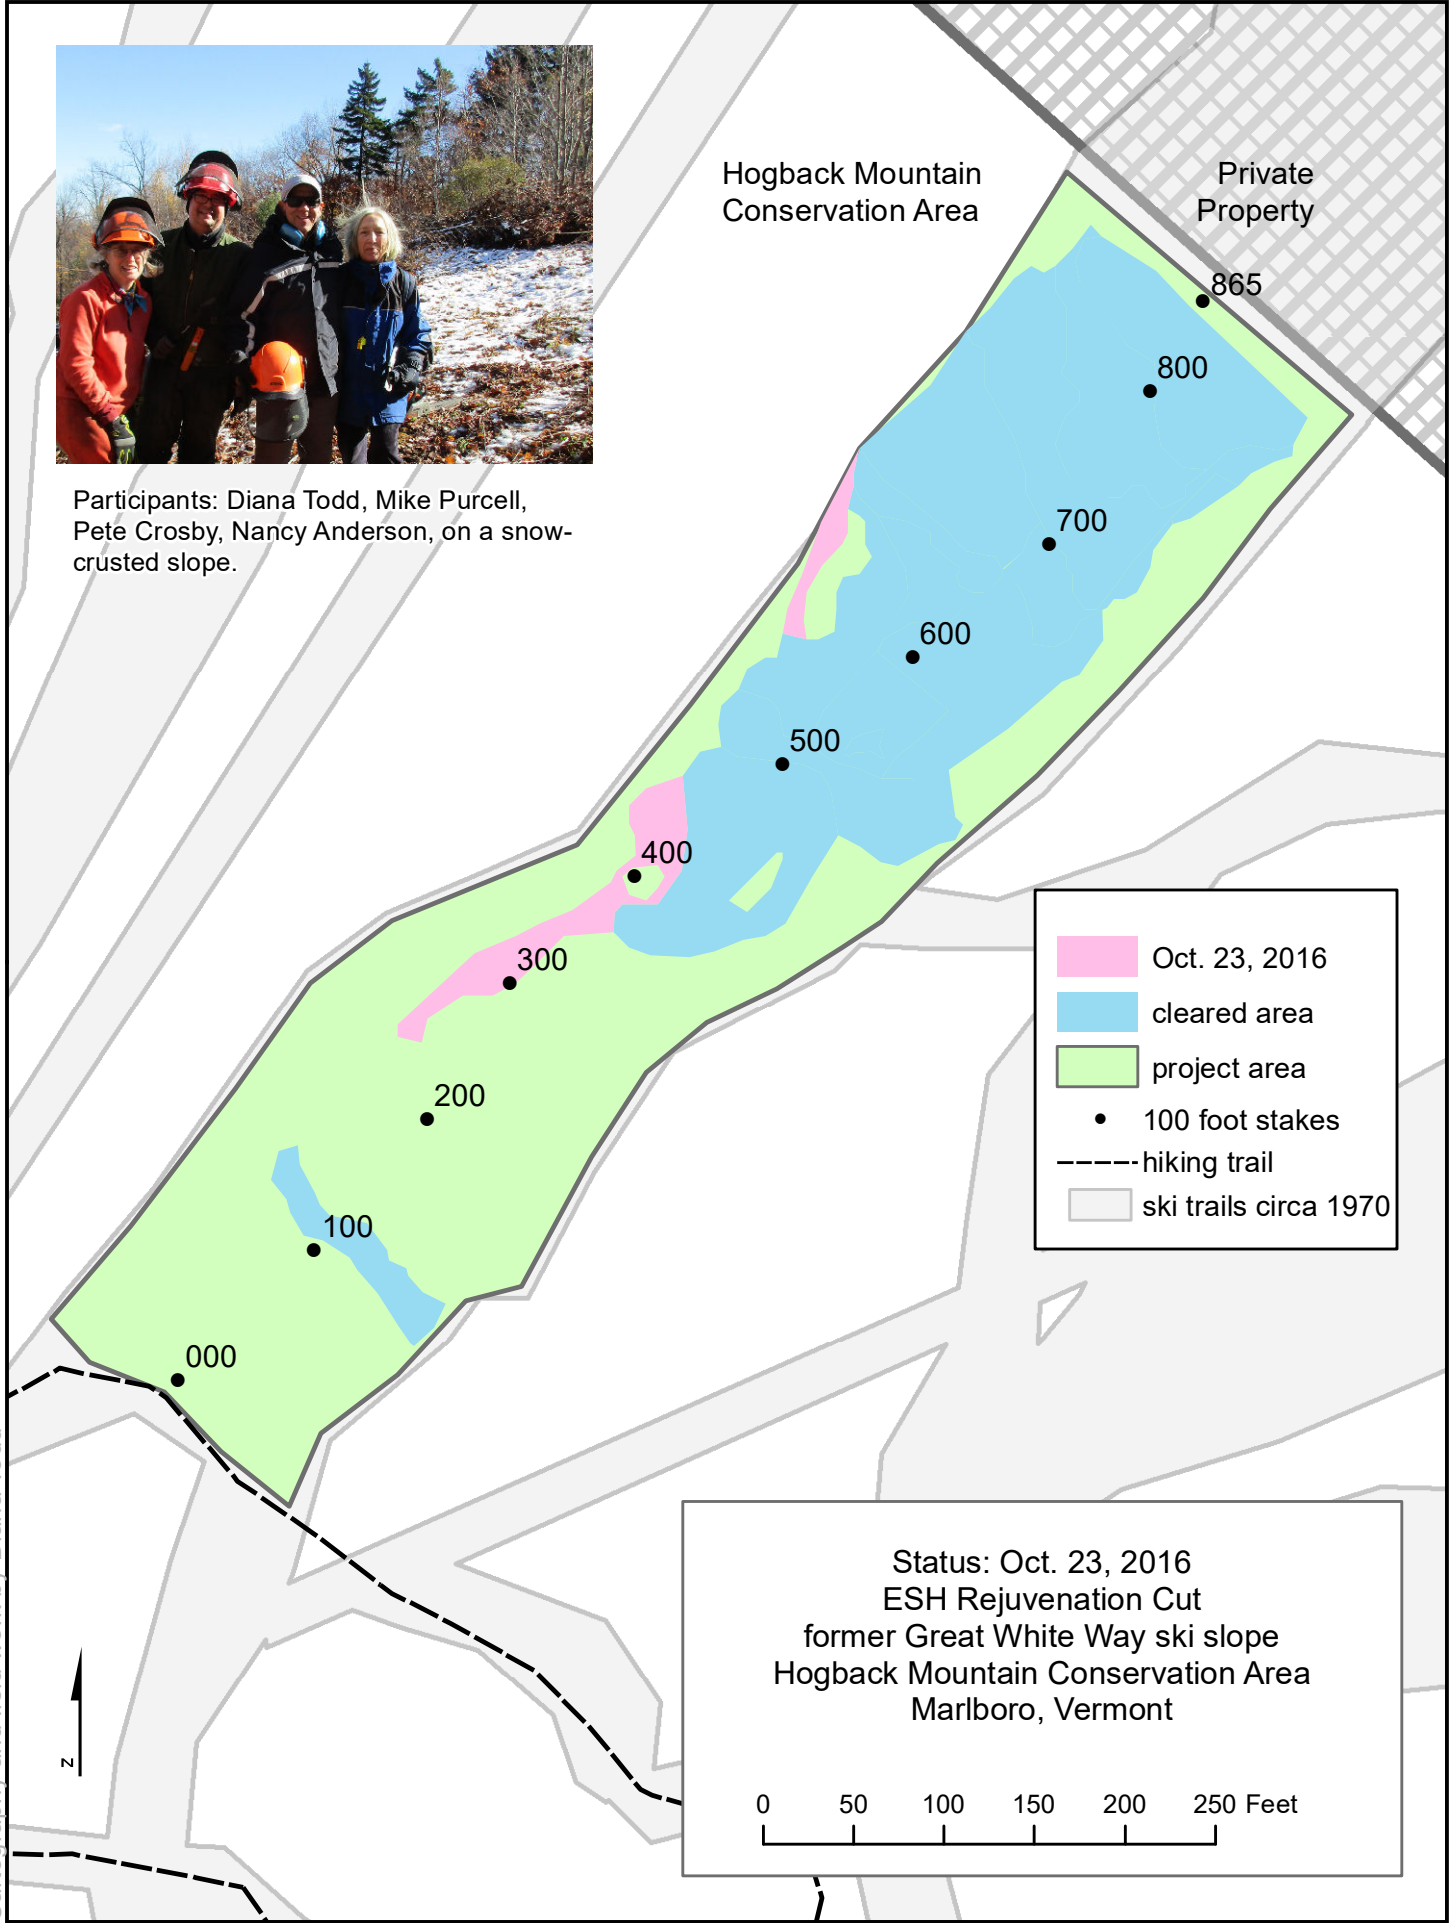 Hogback Mountain
Conservation Area
Private
Property
865
800
700
600
500
400
300
200
100
000
Participants: Diana Todd, Mike Purcell,
Pete Crosby, Nancy Anderson, on a snow-
crusted slope.
Oct. 23, 2016
cleared area
project area
100 foot stakes
hiking trail
ski trails circa 1970
Status: Oct. 23, 2016
ESH Rejuvenation Cut
former Great White Way ski slope
Hogback Mountain Conservation Area
Marlboro, Vermont
0 50 100 150 200 250 Feet
N